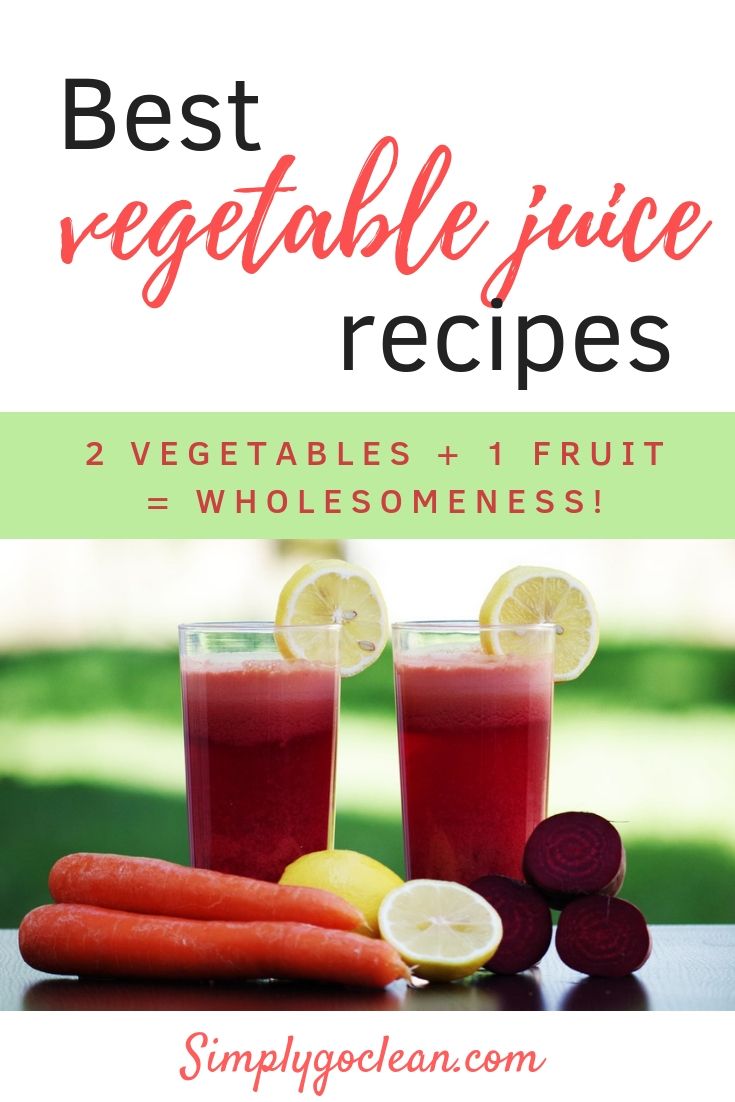 Best
vegetable juice
recipes
2 VEGETABLES + 1 FRUIT
= WHOLESOMENESS!
Simplygoclean.com